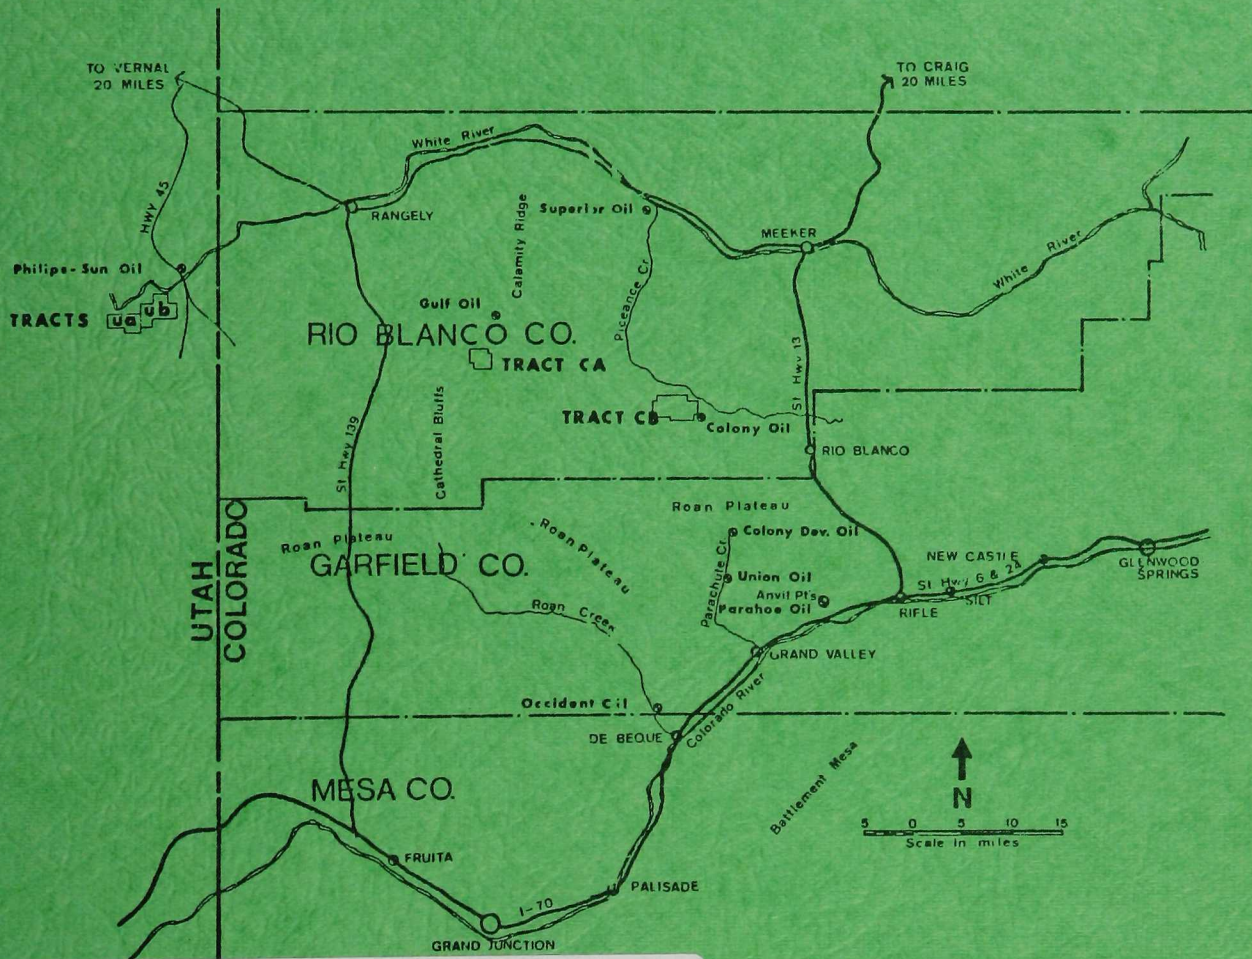 TO VERNAL
20 MILES
TO CRAIG
20 MILES
White River
HWY 45
RANGELY
Calamity Ridge
Superior Oil
MEEKER
White River
Philips-Sun Oil
TRACTS
ua
ub
Gulf Oil
Piceance Cr
RIO BLANCO CO.
TRACT CA
St Hwy 13
TRACT CB
Colony Oil
Cathedral Bluffs
St Hwy 139
RIO BLANCO
Roan Plateau
UTAH
COLORADO
Roan Plateau
Roan Plateau
Colony Dev. Oil
GARFIELD CO.
NEW CASTLE
GLENWOOD
SPRINGS
Parachute Cr
Union Oil
Anvil Pt's
Parahoe Oil
St Hwy 6 & 24
SILT
RIFLE
Roan Creek
GRAND VALLEY
Occident Oil
Colorado River
DE BEQUE
Battlement Mesa
N
MESA CO.
5 0 5 10 15
Scale in miles
FRUITA
PALISADE
I-70
GRAND JUNCTION